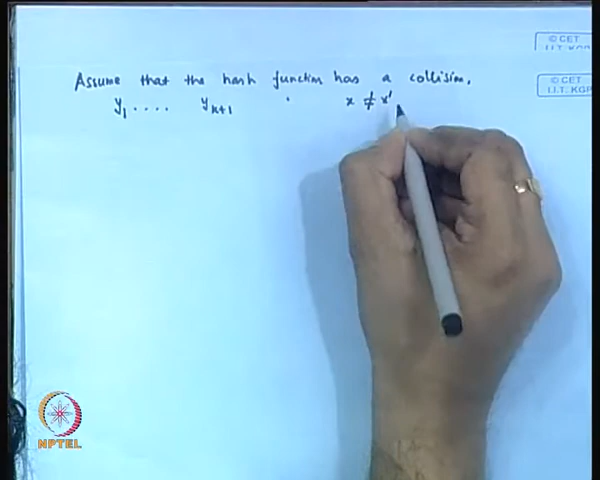 Assume that the hash function has a collision.
y1 .... yk+1 x ≠ x'
© CET
I.I.T. KGP
© CET
I.I.T. KGP
NPTEL